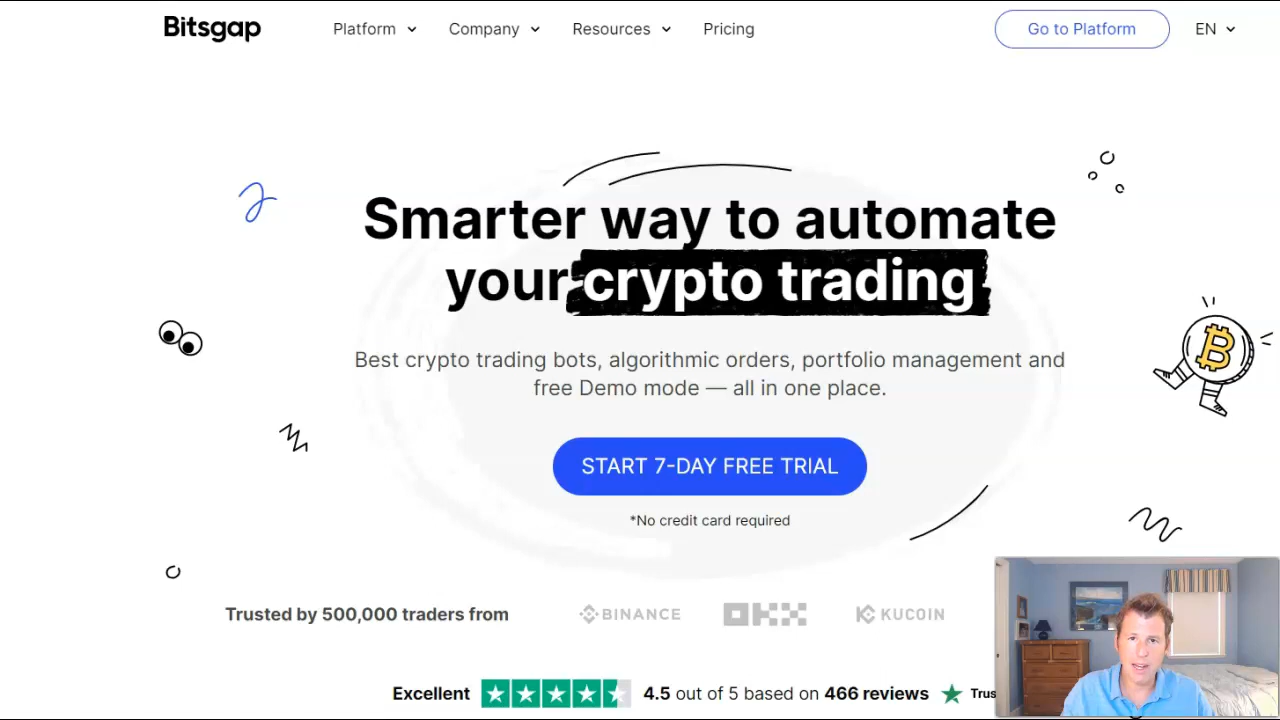 Bitsgap Platform Company Resources Pricing Go to Platform EN
Smarter way to automate
your crypto trading
Best crypto trading bots, algorithmic orders, portfolio management and
free Demo mode — all in one place.
START 7-DAY FREE TRIAL
*No credit card required
Trusted by 500,000 traders from BINANCE OKX KUCOIN
Excellent 4.5 out of 5 based on 466 reviews Trus